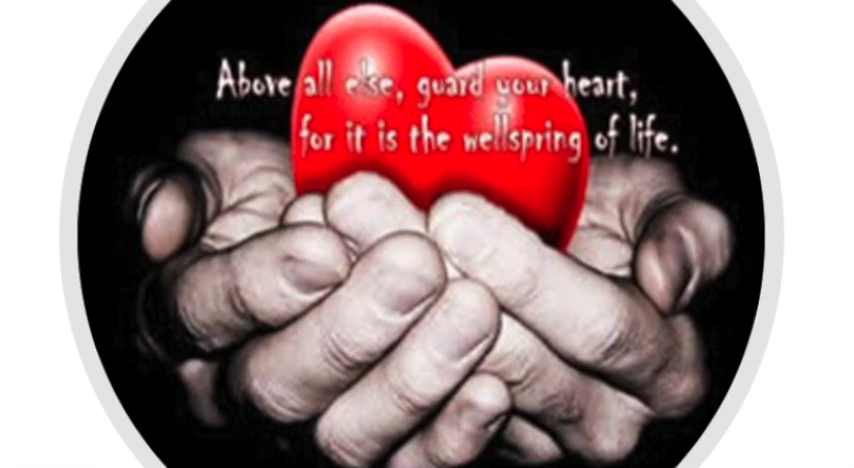 Above all else, guard your heart,
for it is the wellspring of life.